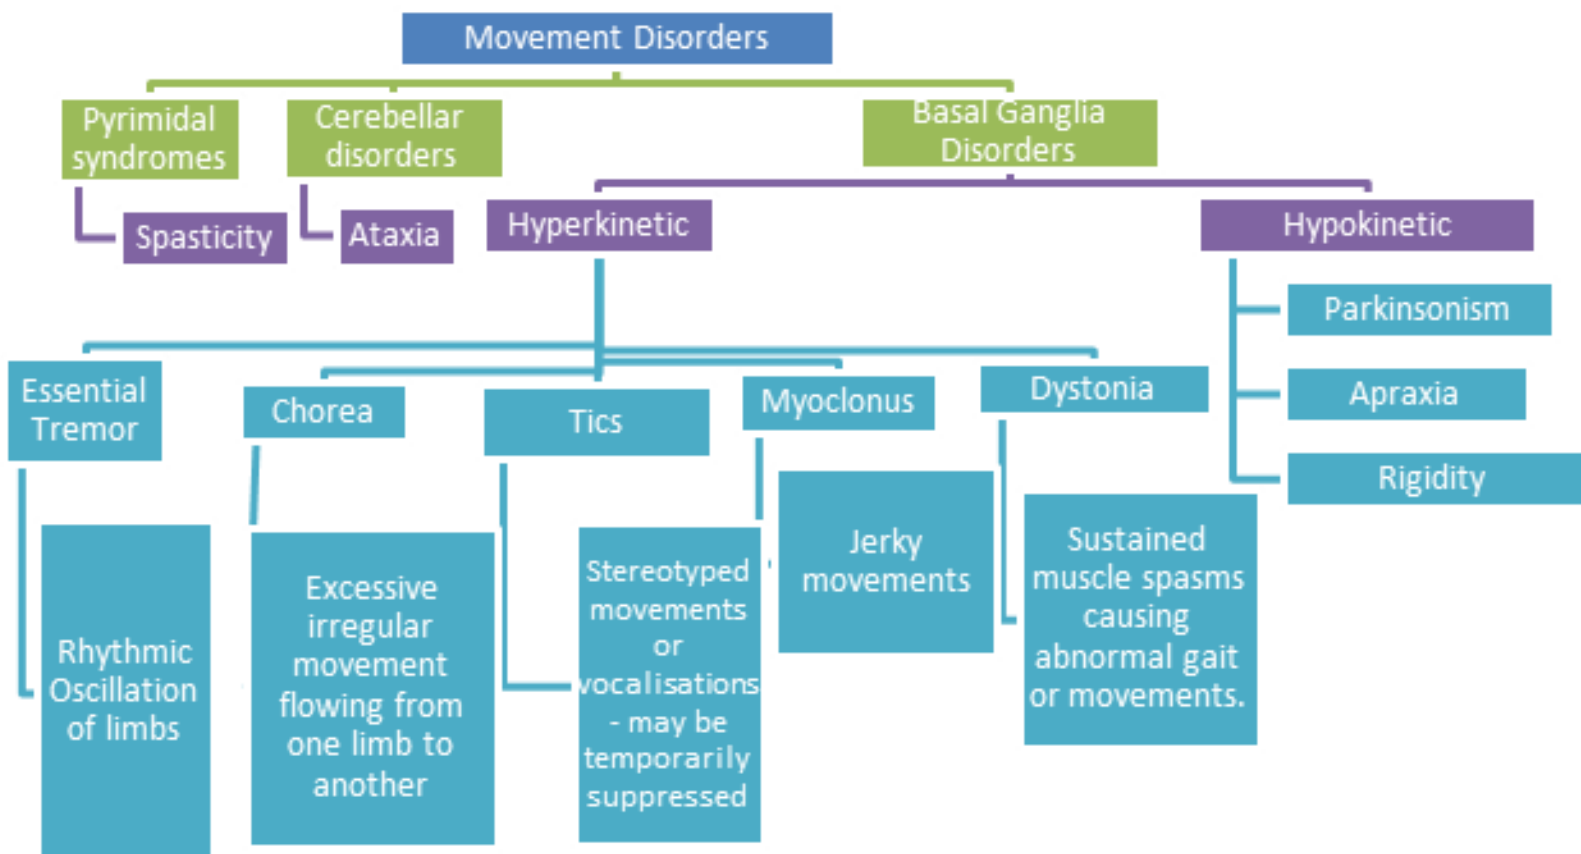 Movement Disorders
Pyrimidal
syndromes
Cerebellar
disorders
Basal Ganglia
Disorders
Spasticity
Ataxia
Hyperkinetic
Hypokinetic
Parkinsonism
Apraxia
Rigidity
Essential
Tremor
Chorea
Tics
Myoclonus
Dystonia
Rhythmic
Oscillation
of limbs
Excessive
irregular
movement
flowing from
one limb to
another
Stereotyped
movements
or
vocalisations
- may be
temporarily
suppressed
Jerky
movements
Sustained
muscle spasms
causing
abnormal gait
or movements.